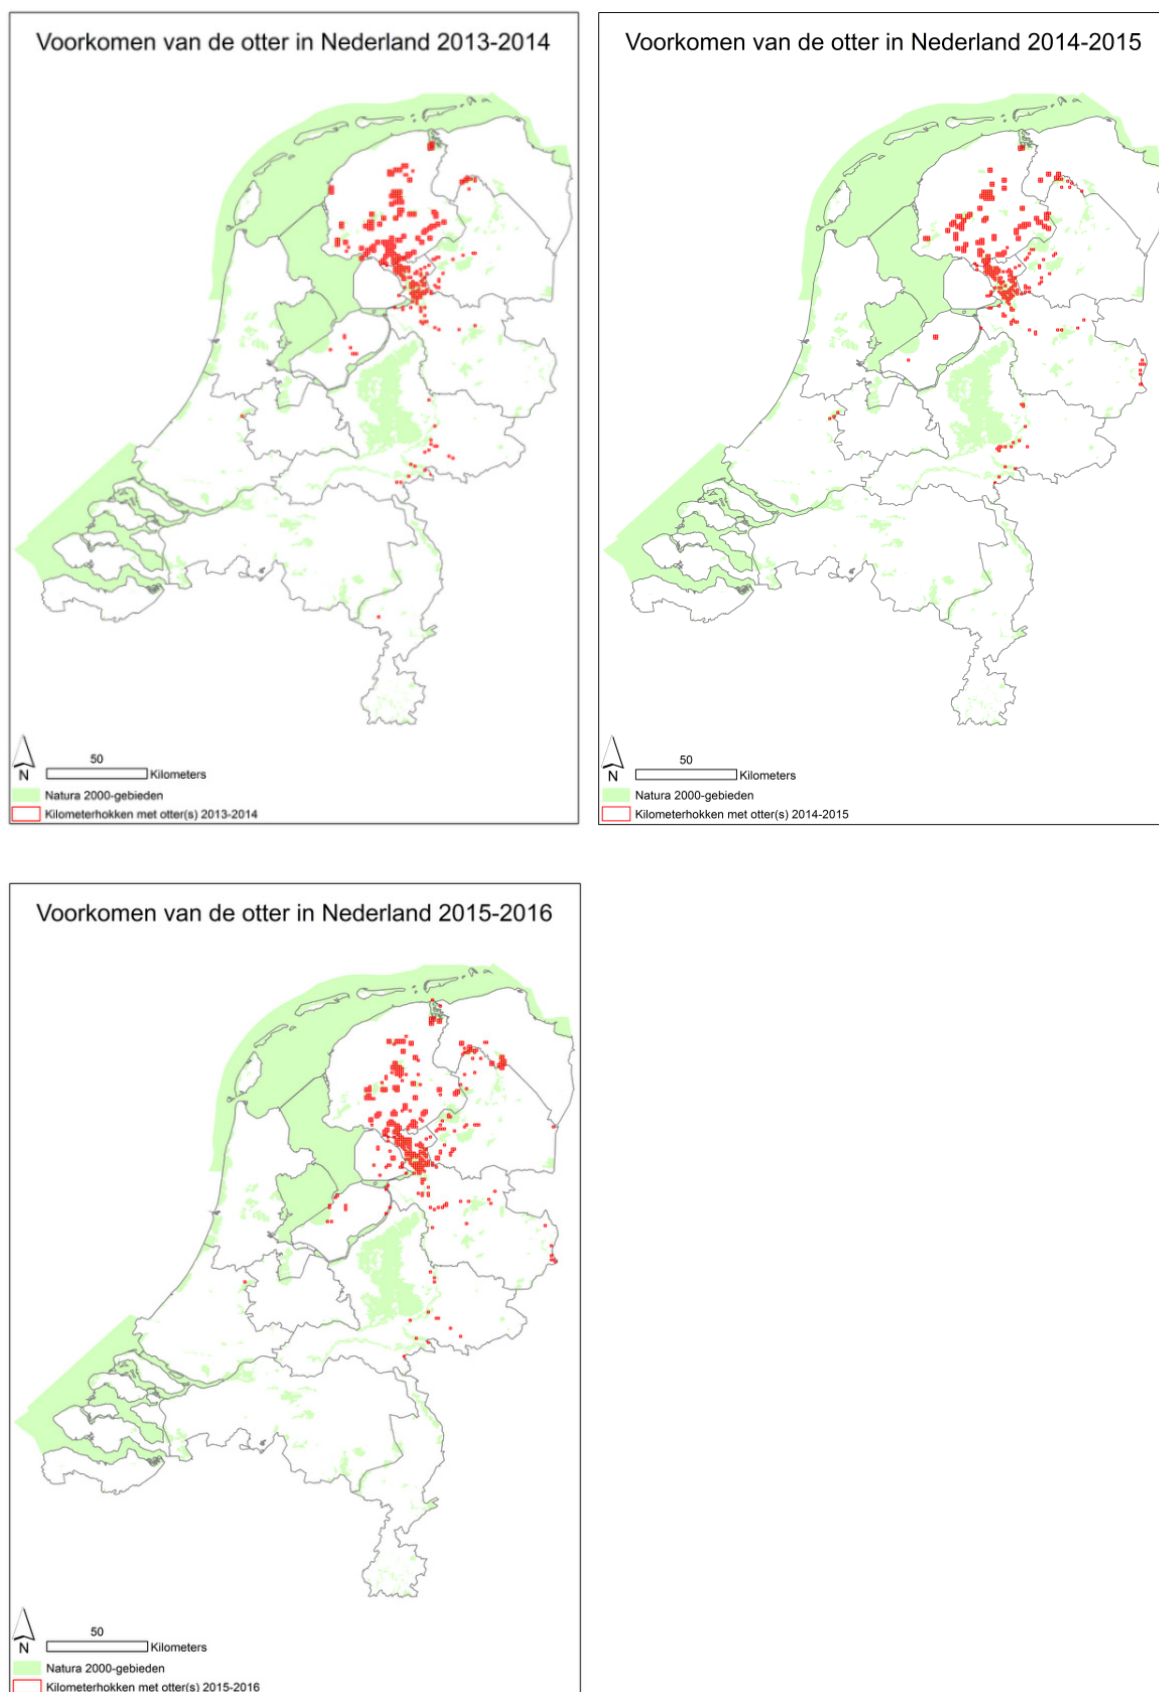 Voorkomen van de otter in Nederland 2013-2014
50
N
Kilometers
Natura 2000-gebieden
Kilometerhokken met otter(s) 2013-2014
Voorkomen van de otter in Nederland 2014-2015
50
N
Kilometers
Natura 2000-gebieden
Kilometerhokken met otter(s) 2014-2015
Voorkomen van de otter in Nederland 2015-2016
50
N
Kilometers
Natura 2000-gebieden
Kilometerhokken met otter(s) 2015-2016